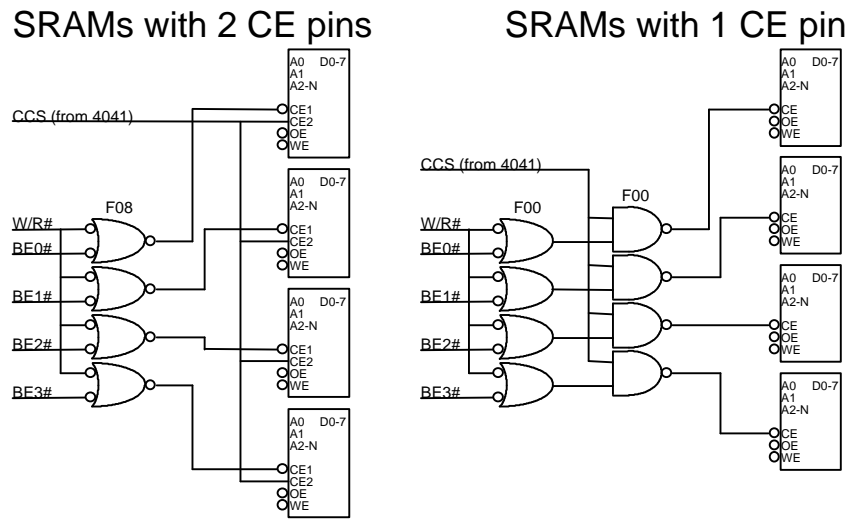 SRAMs with 2 CE pins
CCS (from 4041)
F08
W/R#
BE0#
BE1#
BE2#
BE3#
A0 D0-7
A1
A2-N
CE1
CE2
OE
WE
A0 D0-7
A1
A2-N
CE1
CE2
OE
WE
A0 D0-7
A1
A2-N
CE1
CE2
OE
WE
A0 D0-7
A1
A2-N
CE1
CE2
OE
WE
SRAMs with 1 CE pin
CCS (from 4041)
F00
F00
W/R#
BE0#
BE1#
BE2#
BE3#
A0 D0-7
A1
A2-N
CE
OE
WE
A0 D0-7
A1
A2-N
CE
OE
WE
A0 D0-7
A1
A2-N
CE
OE
WE
A0 D0-7
A1
A2-N
CE
OE
WE